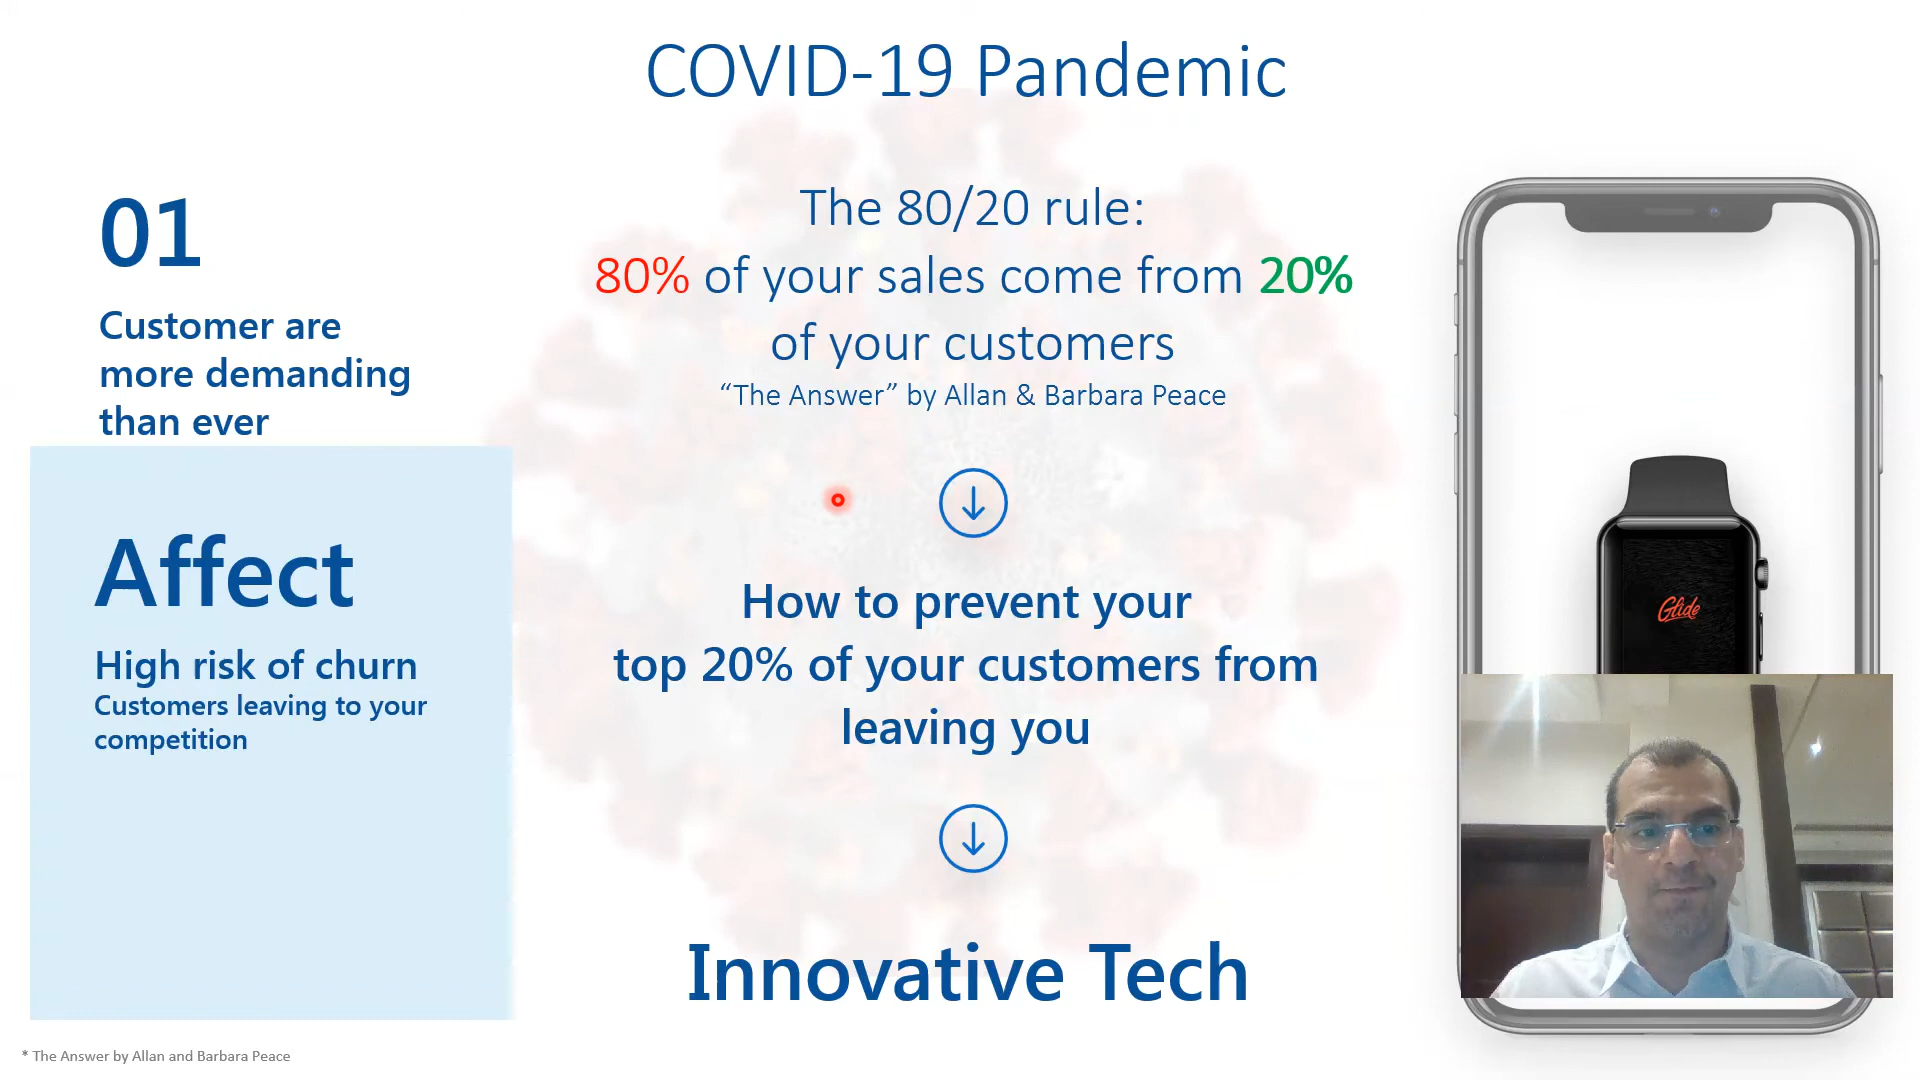 COVID-19 Pandemic
01
Customer are
more demanding
than ever
Affect
High risk of churn
Customers leaving to your
competition
The 80/20 rule:
80% of your sales come from 20%
of your customers
“The Answer” by Allan & Barbara Peace
How to prevent your
top 20% of your customers from
leaving you
Innovative Tech
Glide
* The Answer by Allan and Barbara Peace